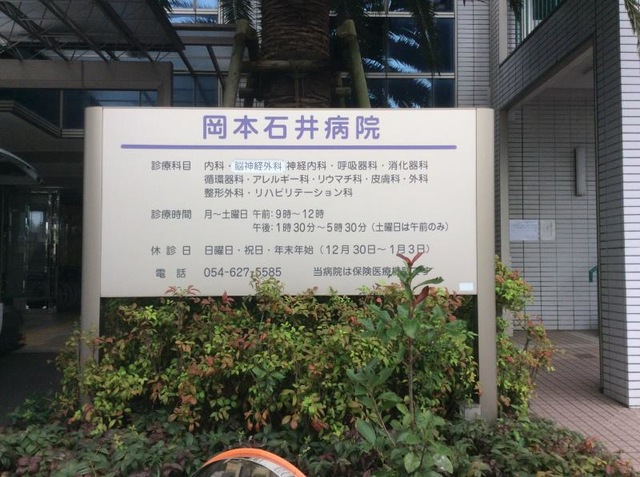 岡本石井病院
診療科目 内科・脳神経外科 神経内科・呼吸器科・消化器科
循環器科・アレルギー科・リウマチ科・皮膚科・外科
整形外科・リハビリテーション科
診療時間 月～土曜日 午前:9時～12時
午後:1時30分～5時30分 (土曜日は午前のみ)
休診日 日曜日・祝日・年末年始 (12月30日～1月3日)
電話 054-627-5585 当病院は保険医療機関です